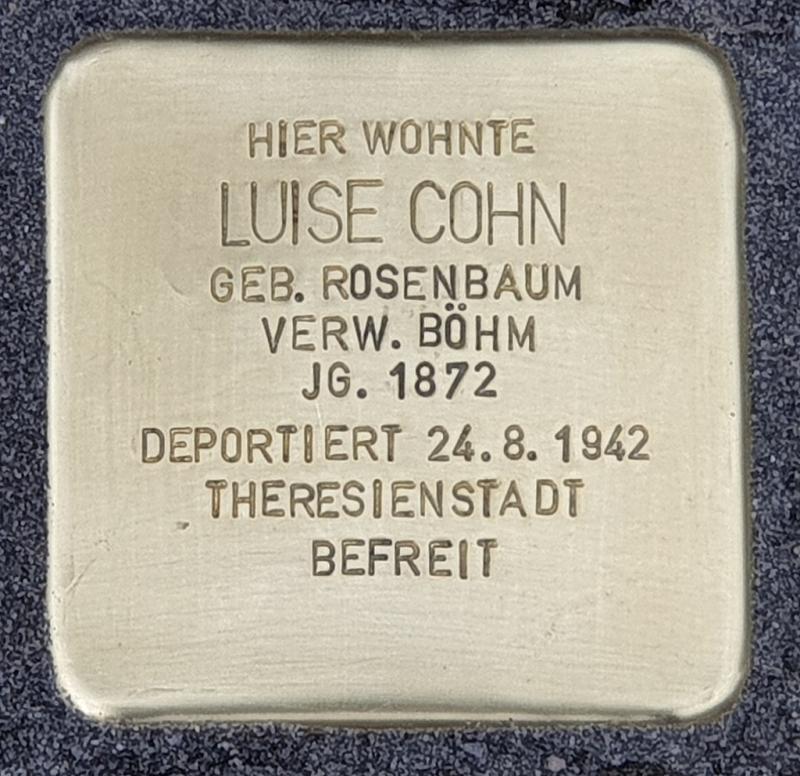 HIER WOHNTE
LUISE COHN
GEB. ROSENBAUM
VERW. BÖHM
JG. 1872
DEPORTIERT 24.8.1942
THERESIENSTADT
BEFREIT